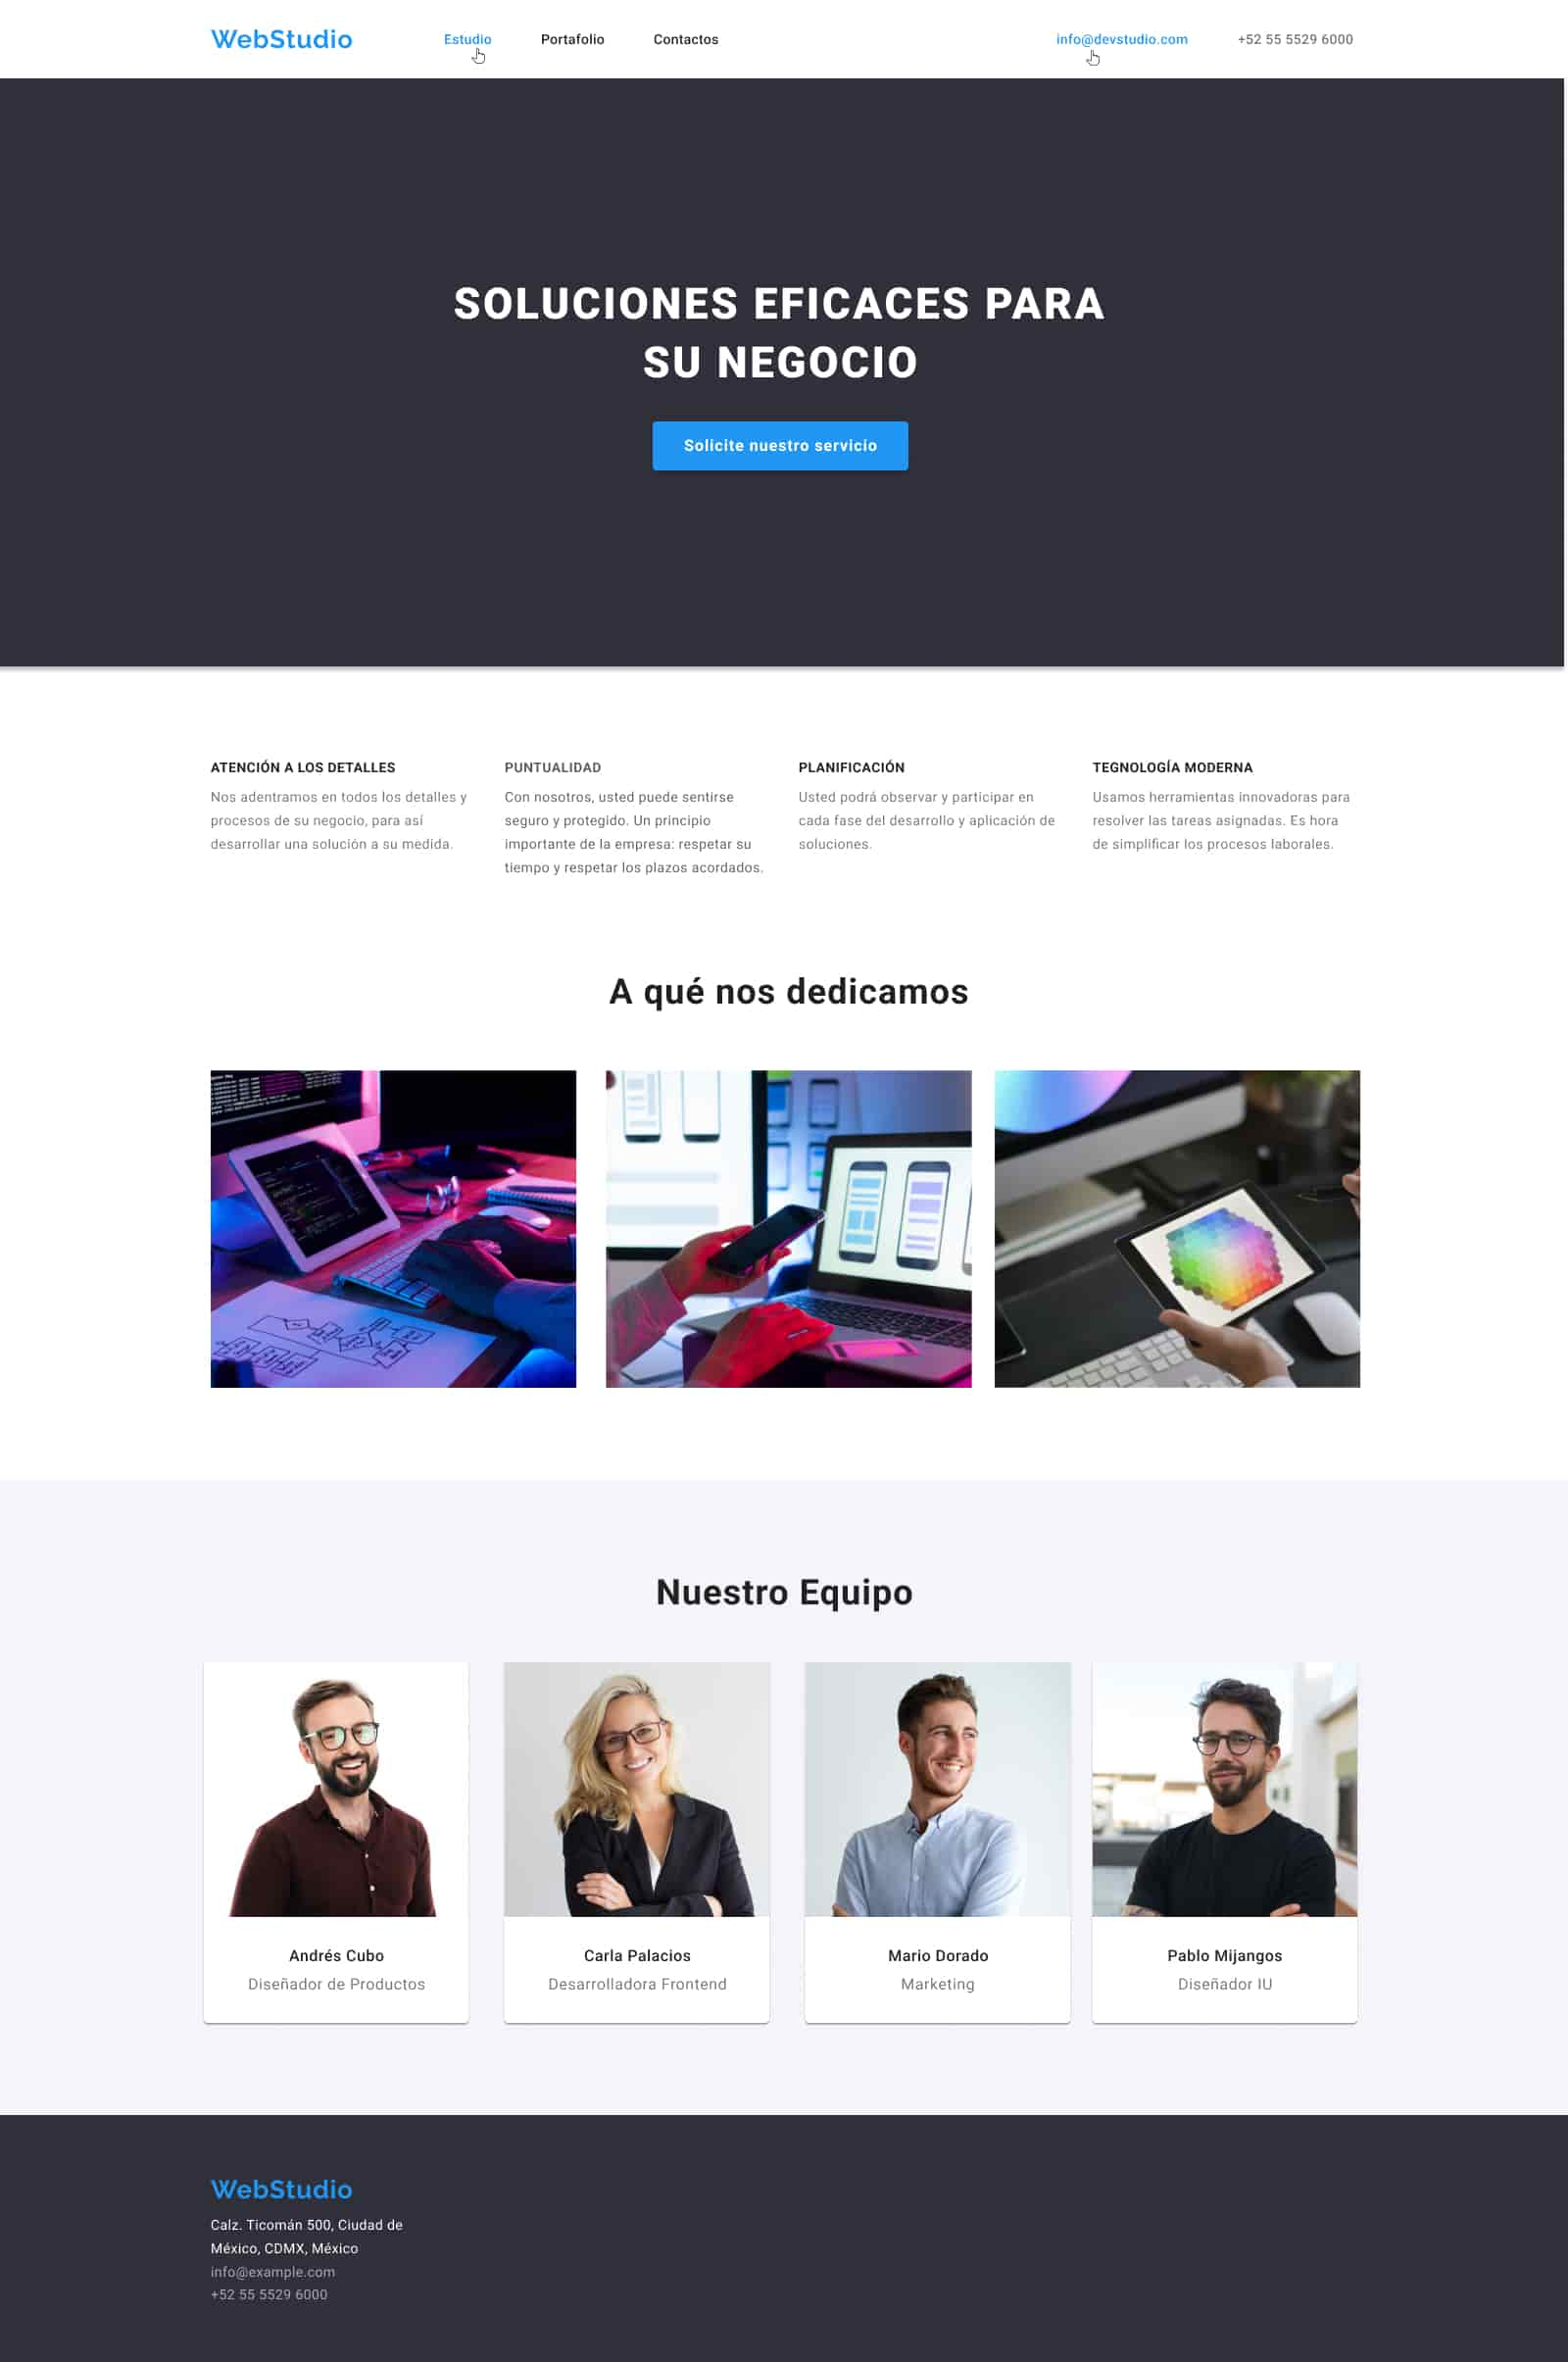 WebStudio Estudio Portafolio Contactos info@devstudio.com +52 55 5529 6000
SOLUCIONES EFICACES PARA
SU NEGOCIO
Solicite nuestro servicio
ATENCIÓN A LOS DETALLES
Nos adentramos en todos los detalles y
procesos de su negocio, para así
desarrollar una solución a su medida.
PUNTUALIDAD
Con nosotros, usted puede sentirse
seguro y protegido. Un principio
importante de la empresa: respetar su
tiempo y respetar los plazos acordados.
PLANIFICACIÓN
Usted podrá observar y participar en
cada fase del desarrollo y aplicación de
soluciones.
TEGNOLOGÍA MODERNA
Usamos herramientas innovadoras para
resolver las tareas asignadas. Es hora
de simplificar los procesos laborales.
A qué nos dedicamos
Nuestro Equipo
Andrés Cubo
Diseñador de Productos
Carla Palacios
Desarrolladora Frontend
Mario Dorado
Marketing
Pablo Mijangos
Diseñador IU
WebStudio
Calz. Ticomán 500, Ciudad de
México, CDMX, México
info@example.com
+52 55 5529 6000